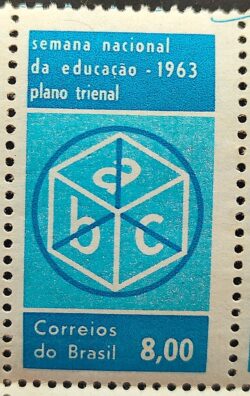 semana nacional
da educação - 1963
plano trienal
a
b c
Correios
do Brasil 8,00